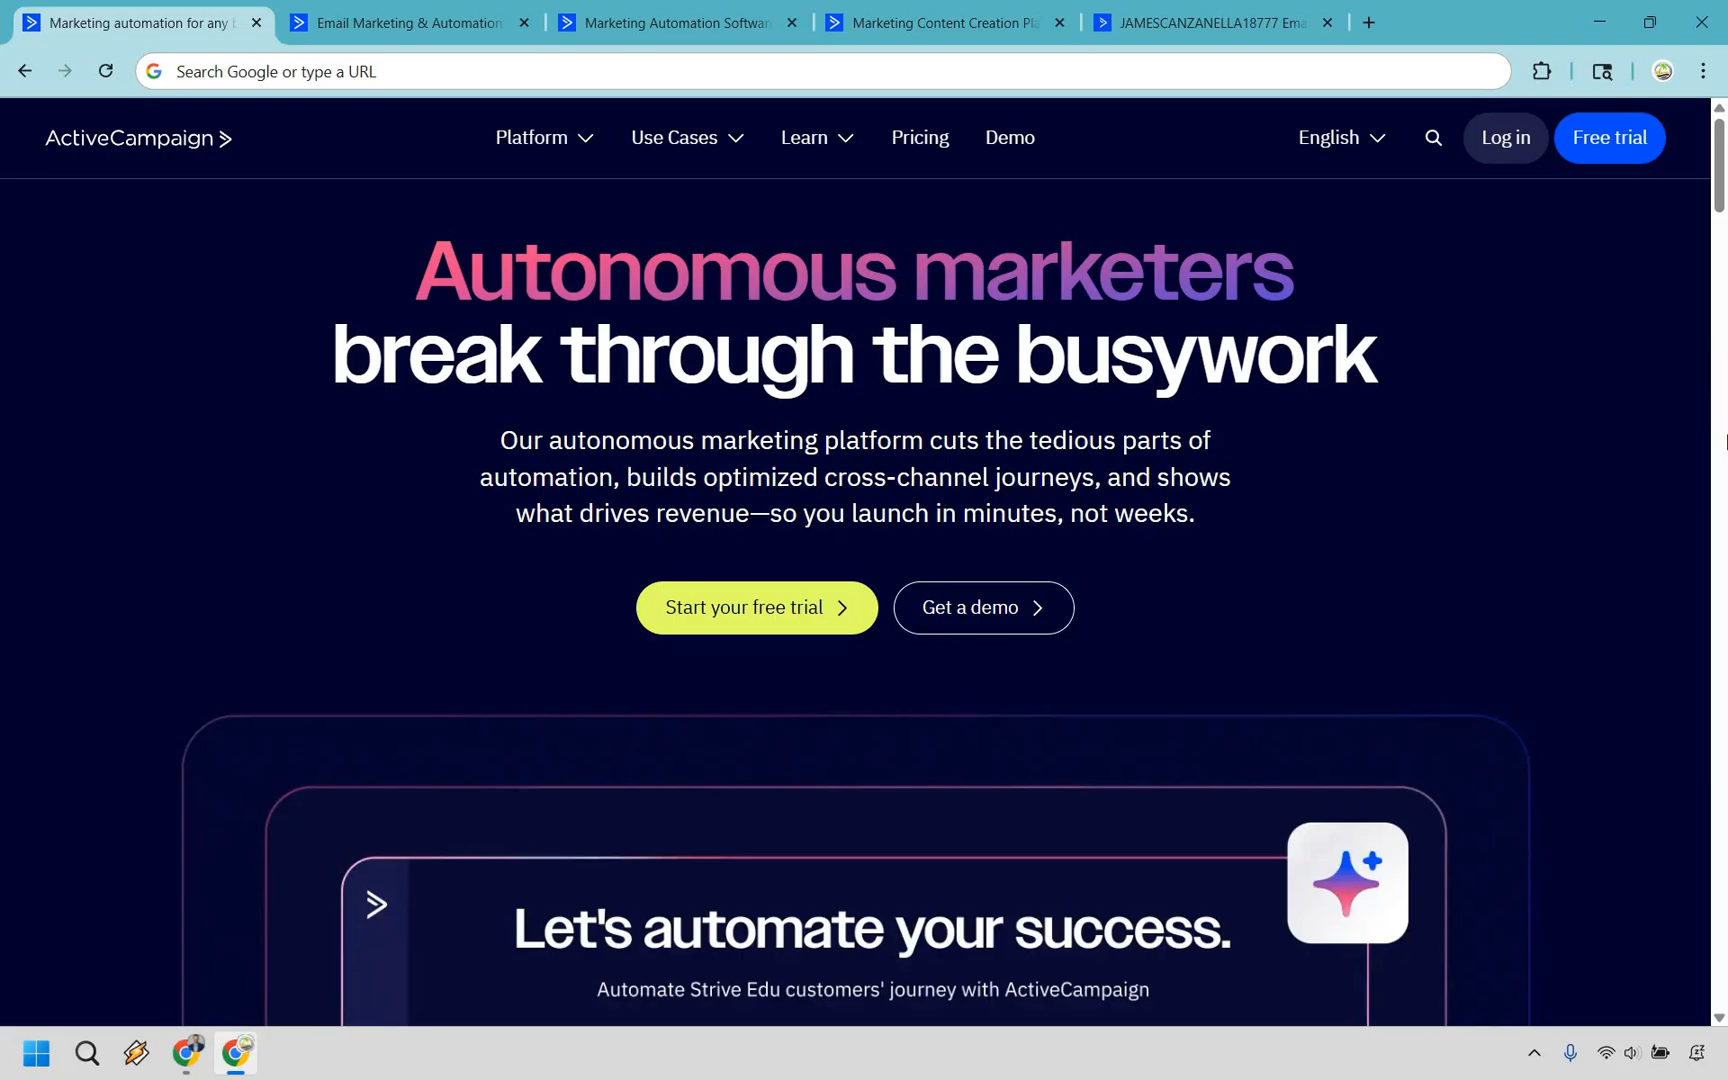 Marketing automation for any b
Email Marketing & Automation
Marketing Automation Softwar
Marketing Content Creation Pla
JAMESCANZANELLA18777 Ema
Search Google or type a URL
ActiveCampaign
Platform
Use Cases
Learn
Pricing
Demo
English
Log in
Free trial
Autonomous marketers
break through the busywork
Our autonomous marketing platform cuts the tedious parts of
automation, builds optimized cross-channel journeys, and shows
what drives revenue—so you launch in minutes, not weeks.
Start your free trial
Get a demo
Let's automate your success.
Automate Strive Edu customers' journey with ActiveCampaign